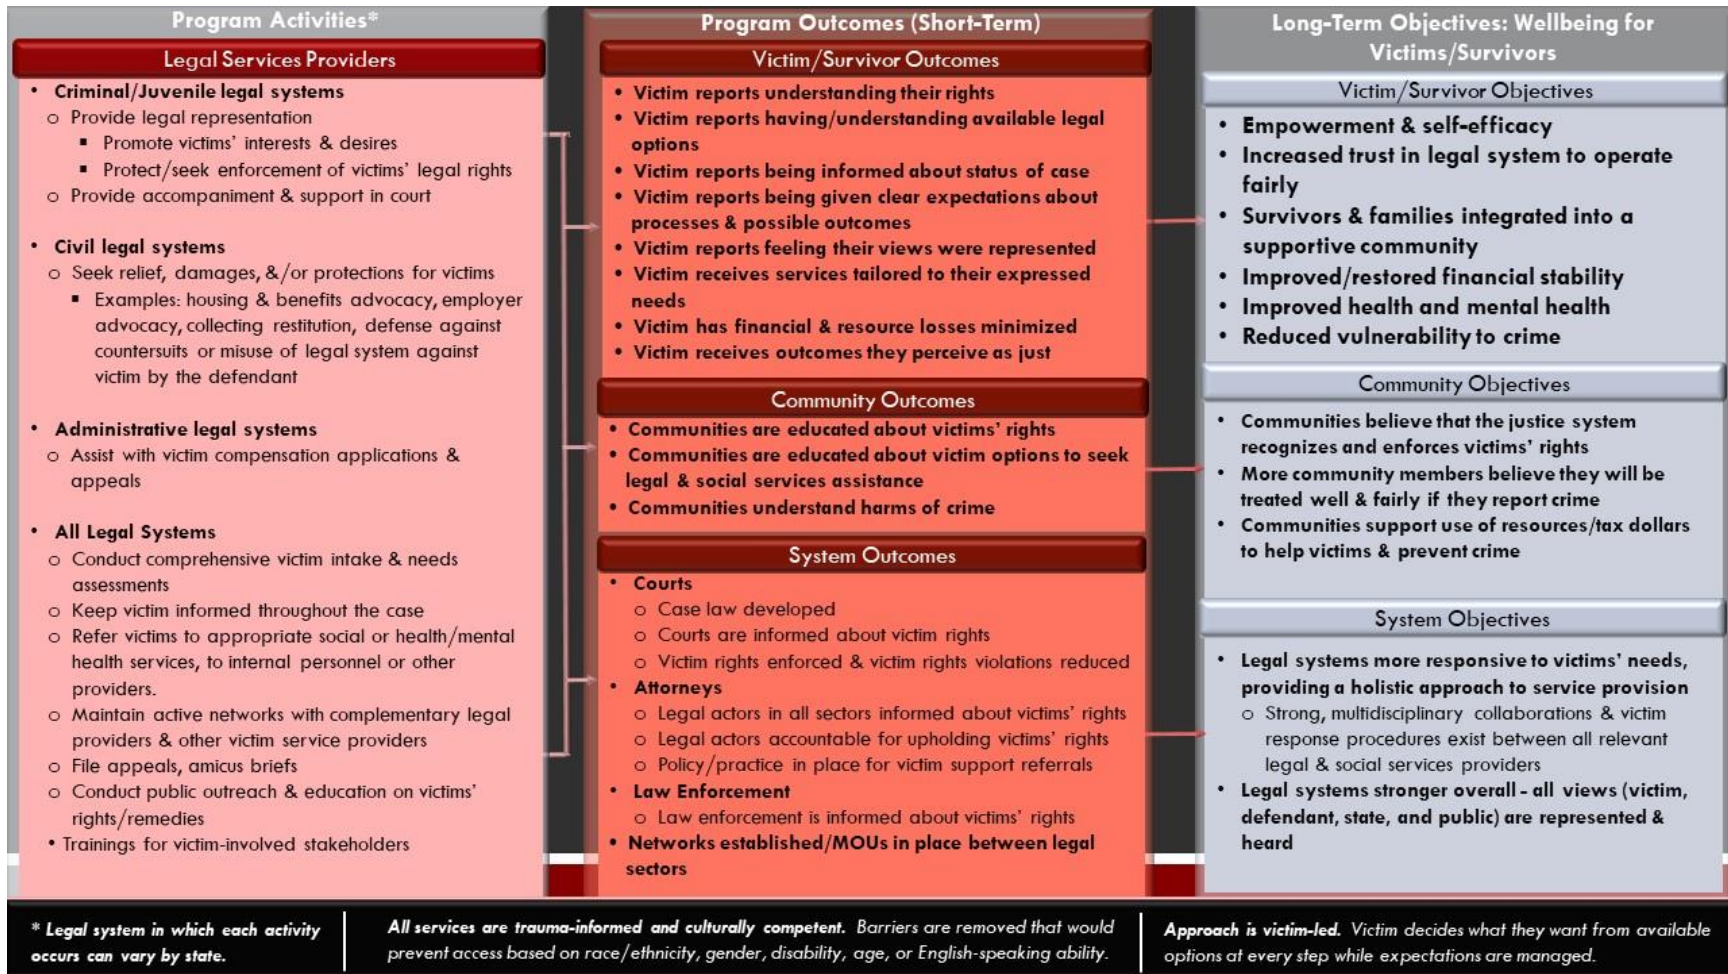 Program Activities*
Legal Services Providers
• Criminal/Juvenile legal systems
o Provide legal representation
▪ Promote victims' interests & desires
▪ Protect/seek enforcement of victims' legal rights
o Provide accompaniment & support in court
• Civil legal systems
o Seek relief, damages, &/or protections for victims
▪ Examples: housing & benefits advocacy, employer
advocacy, collecting restitution, defense against
countersuits or misuse of legal system against
victim by the defendant
• Administrative legal systems
o Assist with victim compensation applications &
appeals
• All Legal Systems
o Conduct comprehensive victim intake & needs
assessments
o Keep victim informed throughout the case
o Refer victims to appropriate social or health/mental
health services, to internal personnel or other
providers.
o Maintain active networks with complementary legal
providers & other victim service providers
o File appeals, amicus briefs
o Conduct public outreach & education on victims'
rights/remedies
• Trainings for victim-involved stakeholders
Program Outcomes (Short-Term)
Victim/Survivor Outcomes
• Victim reports understanding their rights
• Victim reports having/understanding available legal
options
• Victim reports being informed about status of case
• Victim reports being given clear expectations about
processes & possible outcomes
• Victim reports feeling their views were represented
• Victim receives services tailored to their expressed
needs
• Victim has financial & resource losses minimized
• Victim receives outcomes they perceive as just
Community Outcomes
• Communities are educated about victims' rights
• Communities are educated about victim options to seek
legal & social services assistance
• Communities understand harms of crime
System Outcomes
• Courts
o Case law developed
o Courts are informed about victim rights
o Victim rights enforced & victim rights violations reduced
• Attorneys
o Legal actors in all sectors informed about victims' rights
o Legal actors accountable for upholding victims' rights
o Policy/practice in place for victim support referrals
• Law Enforcement
o Law enforcement is informed about victims' rights
• Networks established/MOUs in place between legal
sectors
Long-Term Objectives: Wellbeing for
Victims/Survivors
Victim/Survivor Objectives
• Empowerment & self-efficacy
• Increased trust in legal system to operate
fairly
• Survivors & families integrated into a
supportive community
• Improved/restored financial stability
• Improved health and mental health
• Reduced vulnerability to crime
Community Objectives
• Communities believe that the justice system
recognizes and enforces victims' rights
• More community members believe they will be
treated well & fairly if they report crime
• Communities support use of resources/tax dollars
to help victims & prevent crime
System Objectives
• Legal systems more responsive to victims' needs,
providing a holistic approach to service provision
o Strong, multidisciplinary collaborations & victim
response procedures exist between all relevant
legal & social services providers
• Legal systems stronger overall - all views (victim,
defendant, state, and public) are represented &
heard
* Legal system in which each activity
occurs can vary by state.
All services are trauma-informed and culturally competent. Barriers are removed that would
prevent access based on race/ethnicity, gender, disability, age, or English-speaking ability.
Approach is victim-led. Victim decides what they want from available
options at every step while expectations are managed.